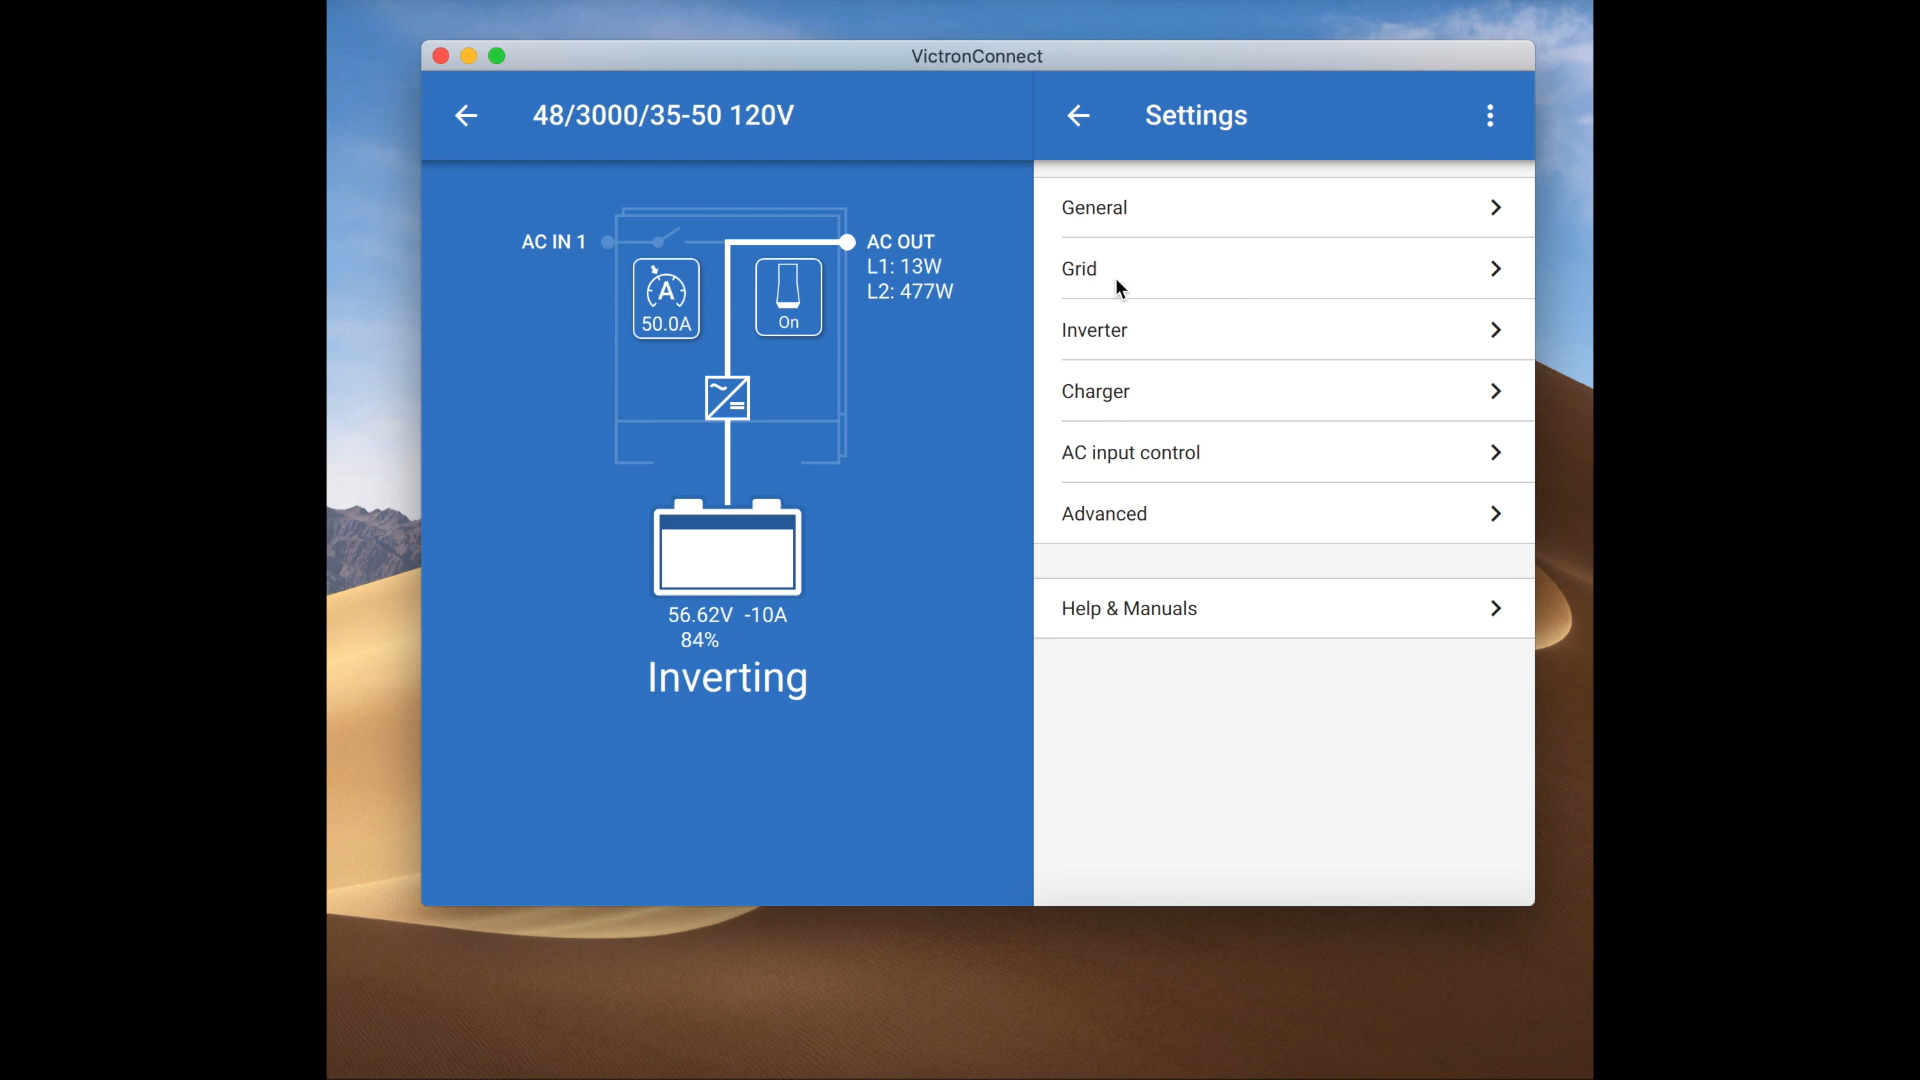 VictronConnect
48/3000/35-50 120V
AC IN 1
AC OUT
L1: 13W
L2: 477W
A
50.0A
On
56.62V -10A
84%
Inverting
Settings
General
Grid
Inverter
Charger
AC input control
Advanced
Help & Manuals